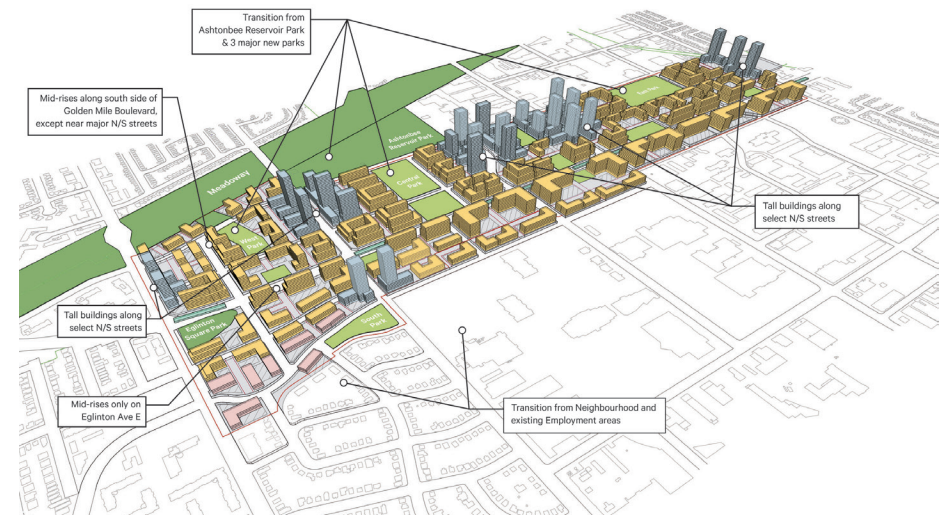 Transition from
Ashtonbee Reservoir Park
& 3 major new parks
Mid-rises along south side of
Golden Mile Boulevard,
except near major N/S streets
Meadoway
Ashtonbee
Reservoir Park
Central
Park
East Park
West
Park
Tall buildings along
select N/S streets
Tall buildings along
select N/S streets
Eglinton
Square Park
South
Park
Mid-rises only on
Eglinton Ave E
Transition from Neighbourhood and
existing Employment areas